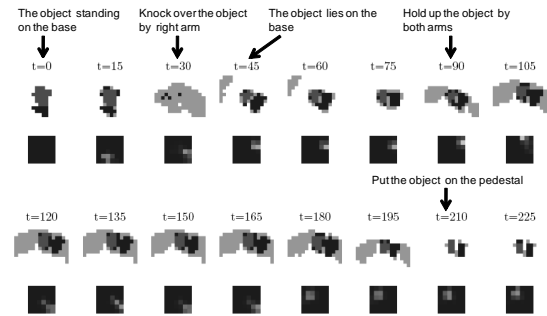 The object standing
on the base
Knock over the object
by right arm
The object lies on the
base
Hold up the object by
both arms
t=0 t=15 t=30 t=45 t=60 t=75 t=90 t=105
Put the object on the pedestal
t=120 t=135 t=150 t=165 t=180 t=195 t=210 t=225